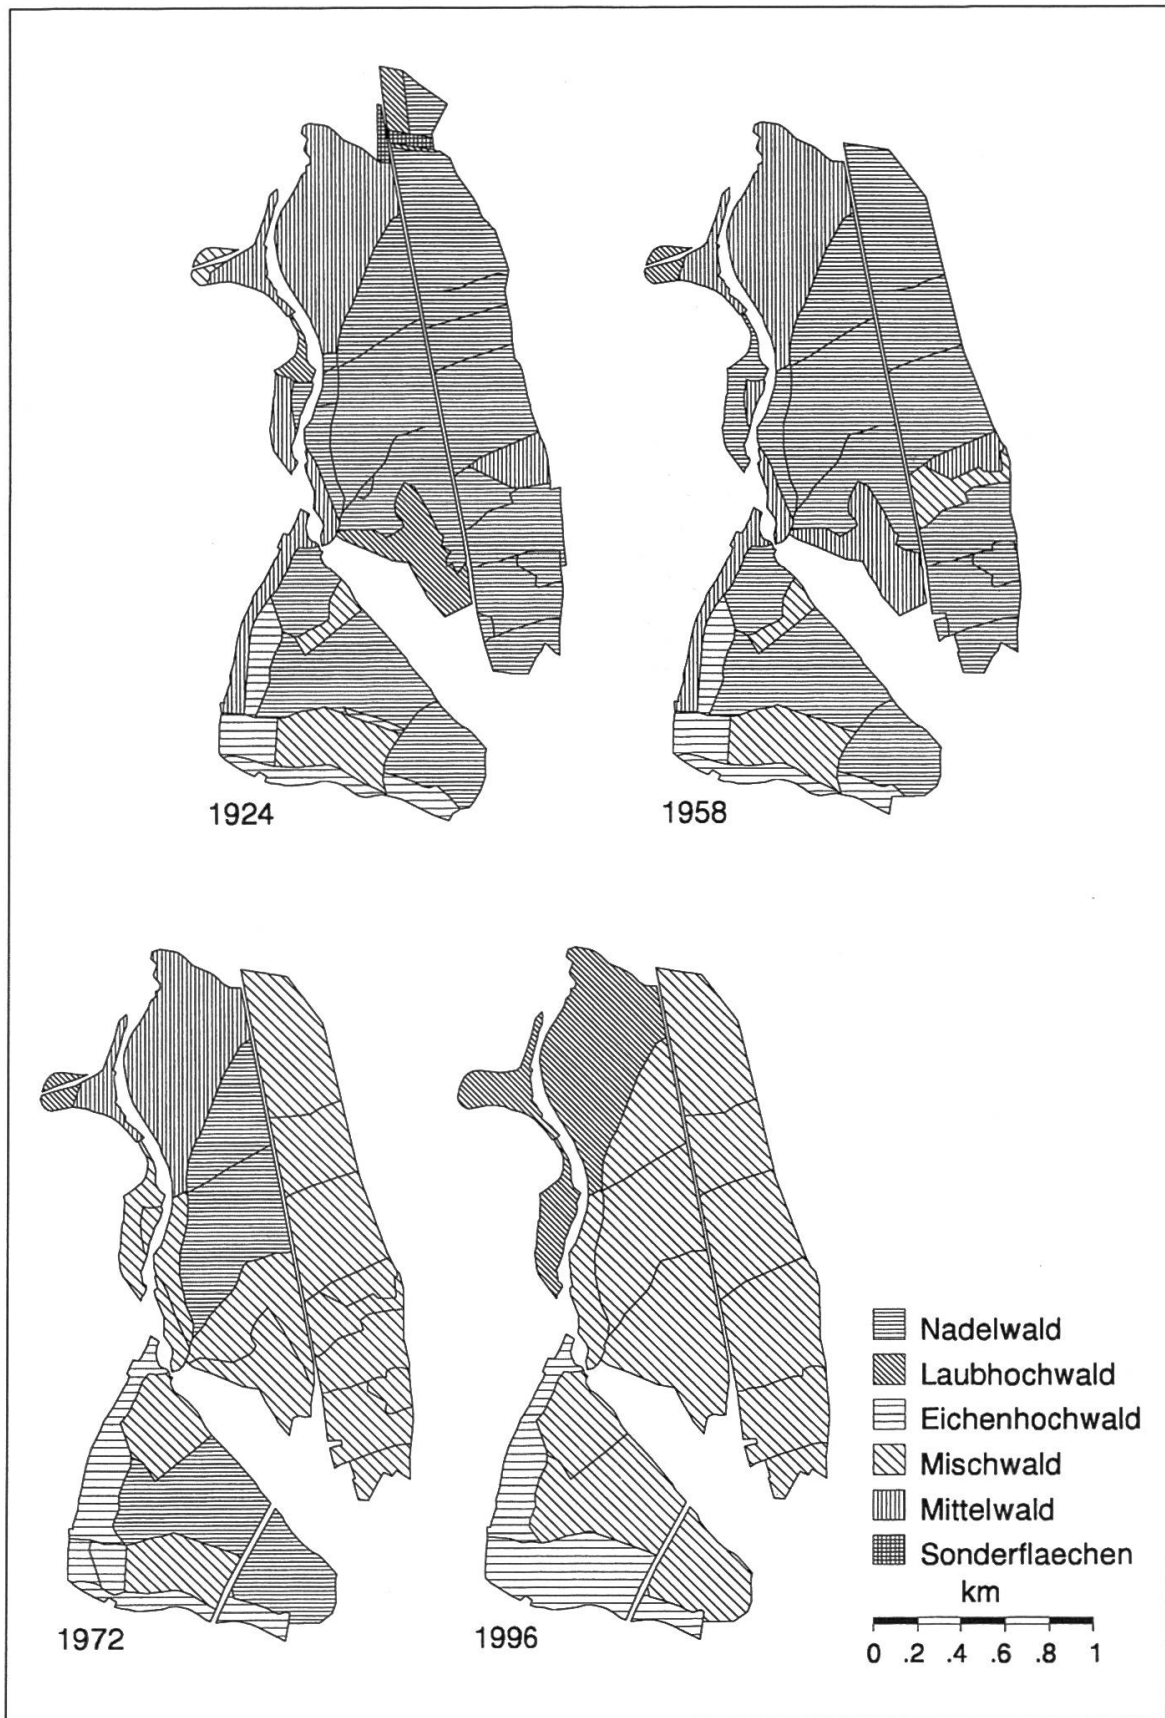 1924
1958
1972
1996
Nadelwald
Laubhochwald
Eichenhochwald
Mischwald
Mittelwald
Sonderflaechen
km
0 .2 .4 .6 .8 1